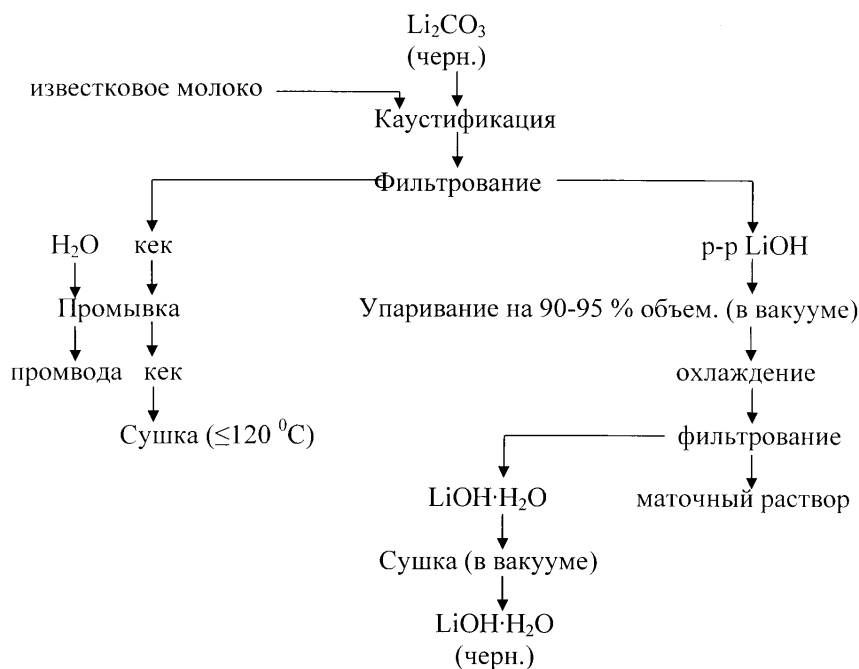 Li₂CO₃
(черн.)
известковое молоко
Каустификация
Фильтрование
H₂O кек р-р LiOH
Промывка Упаривание на 90-95 % объем. (в вакууме)
промвода кек охлаждение
Сушка (≤120 ⁰С) фильтрование
LiOH·H₂O маточный раствор
Сушка (в вакууме)
LiOH·H₂O
(черн.)